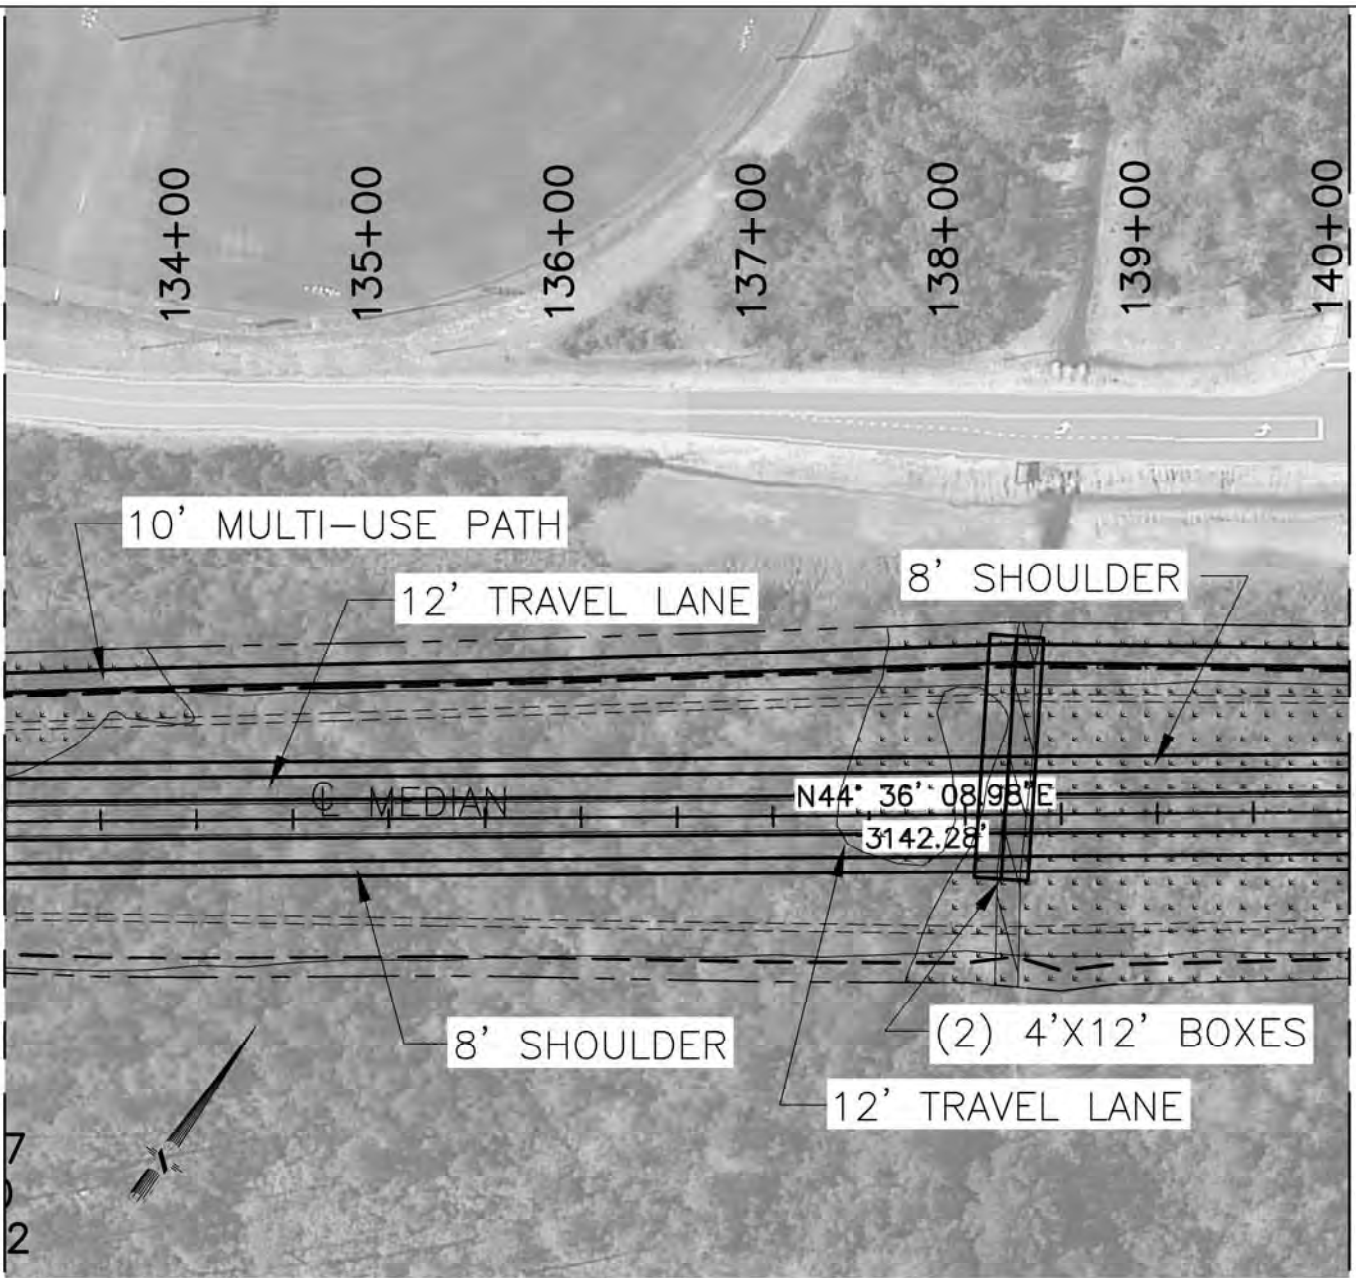 134+00
135+00
136+00
137+00
138+00
139+00
140+00
10' MULTI-USE PATH
12' TRAVEL LANE
8' SHOULDER
℄ MEDIAN
N44° 36' 08.98"E
3142.28'
8' SHOULDER
(2) 4'X12' BOXES
12' TRAVEL LANE
7
2